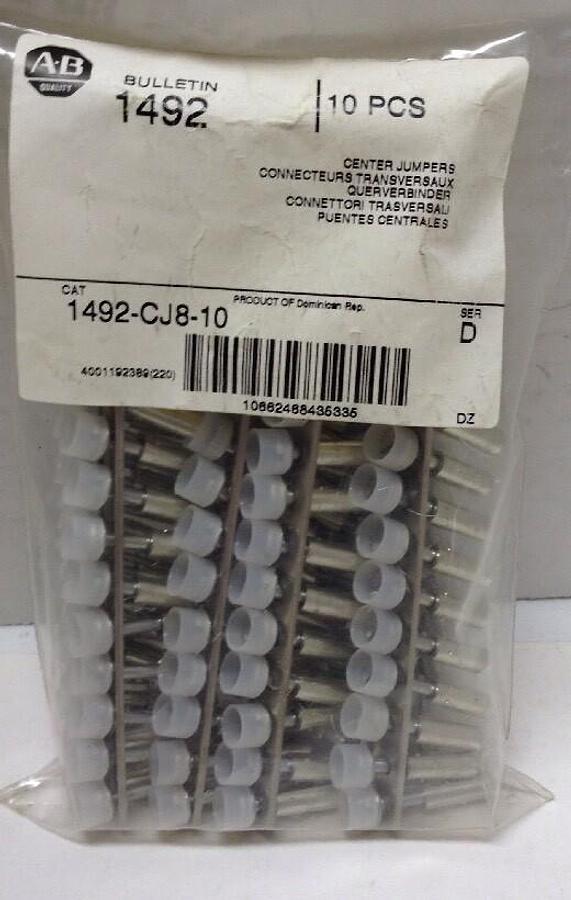 A-B
QUALITY
BULLETIN
1492
10 PCS
CENTER JUMPERS
CONNECTEURS TRANSVERSAUX
QUERVERBINDER
CONNETTORI TRASVERSALI
PUENTES CENTRALES
CAT
1492-CJ8-10
PRODUCT OF Dominican Rep.
SER
D
4001192389(220)
10662468435335
DZ